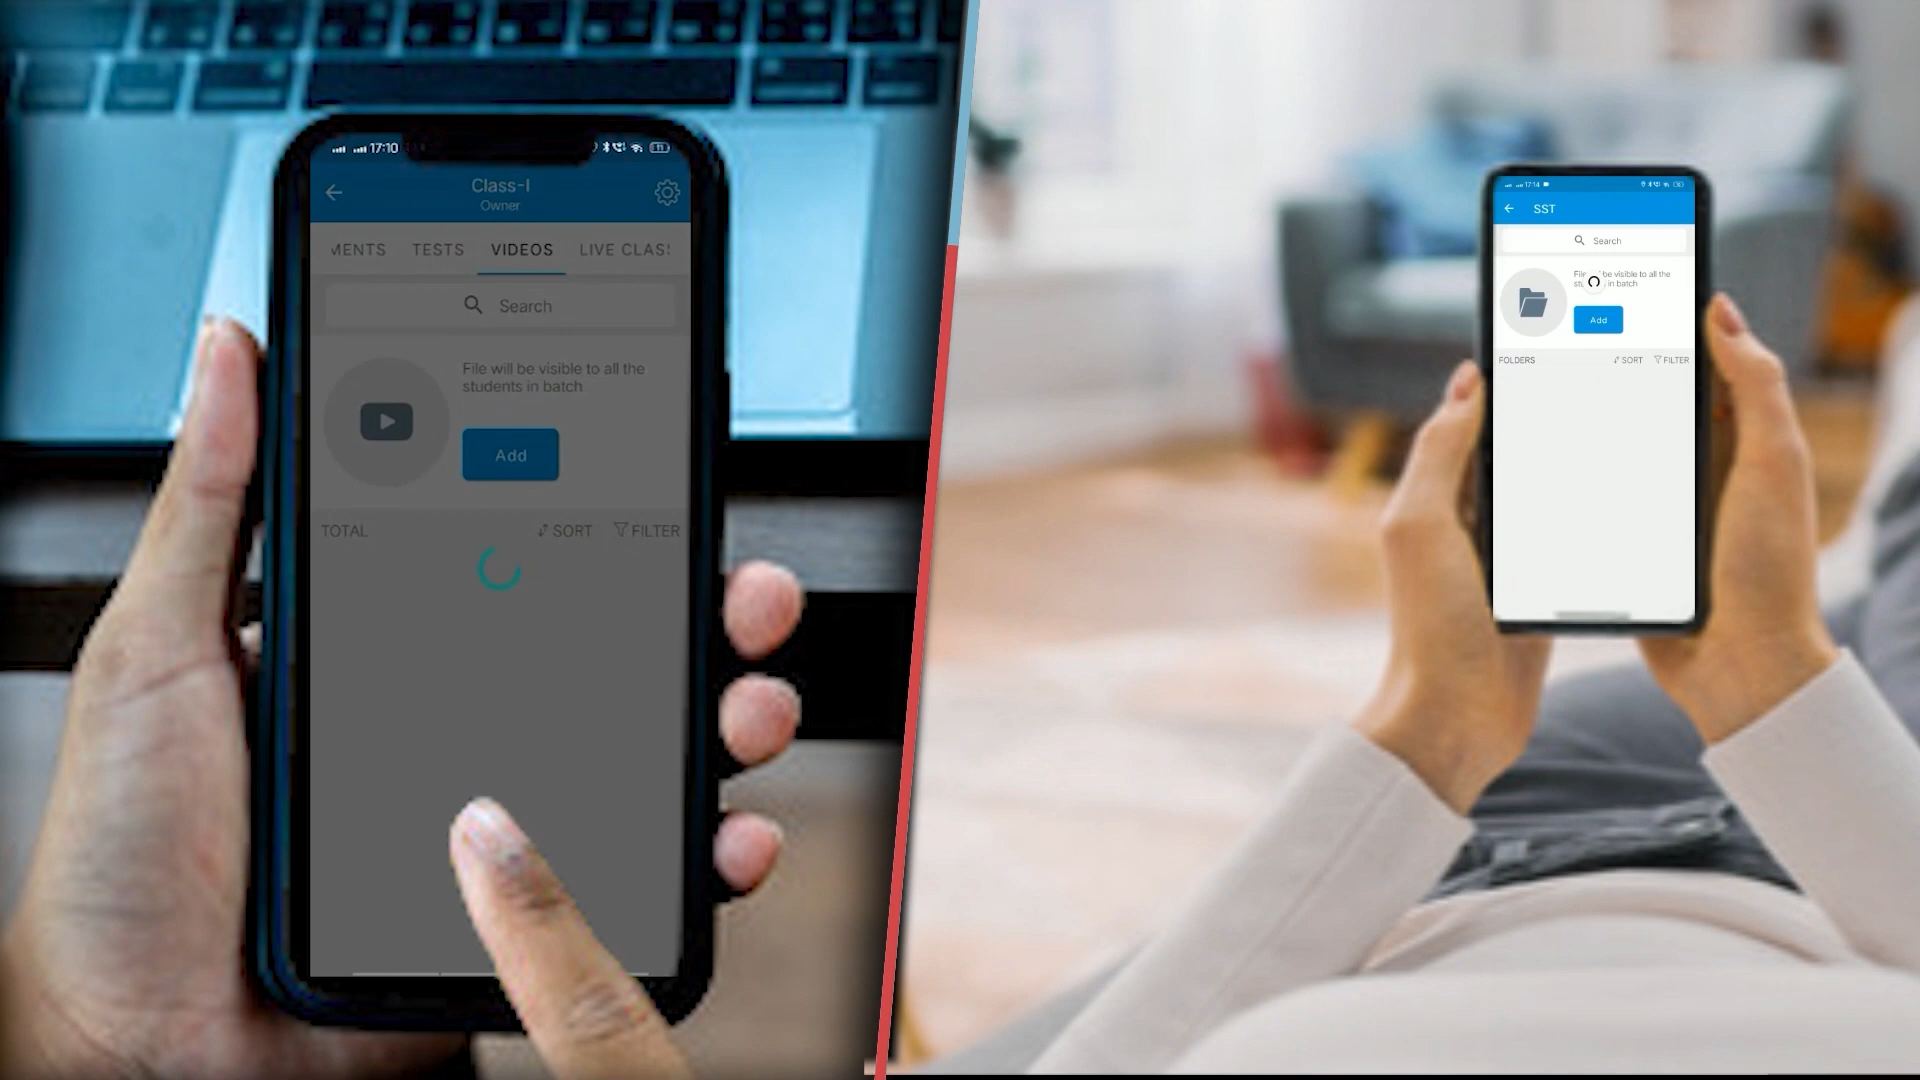 17:10
Class-I
Owner
MENTS TESTS VIDEOS LIVE CLAS
Search
File will be visible to all the
students in batch
Add
TOTAL SORT FILTER
17:14
SST
Search
File be visible to all the
in batch
Add
FOLDERS SORT FILTER